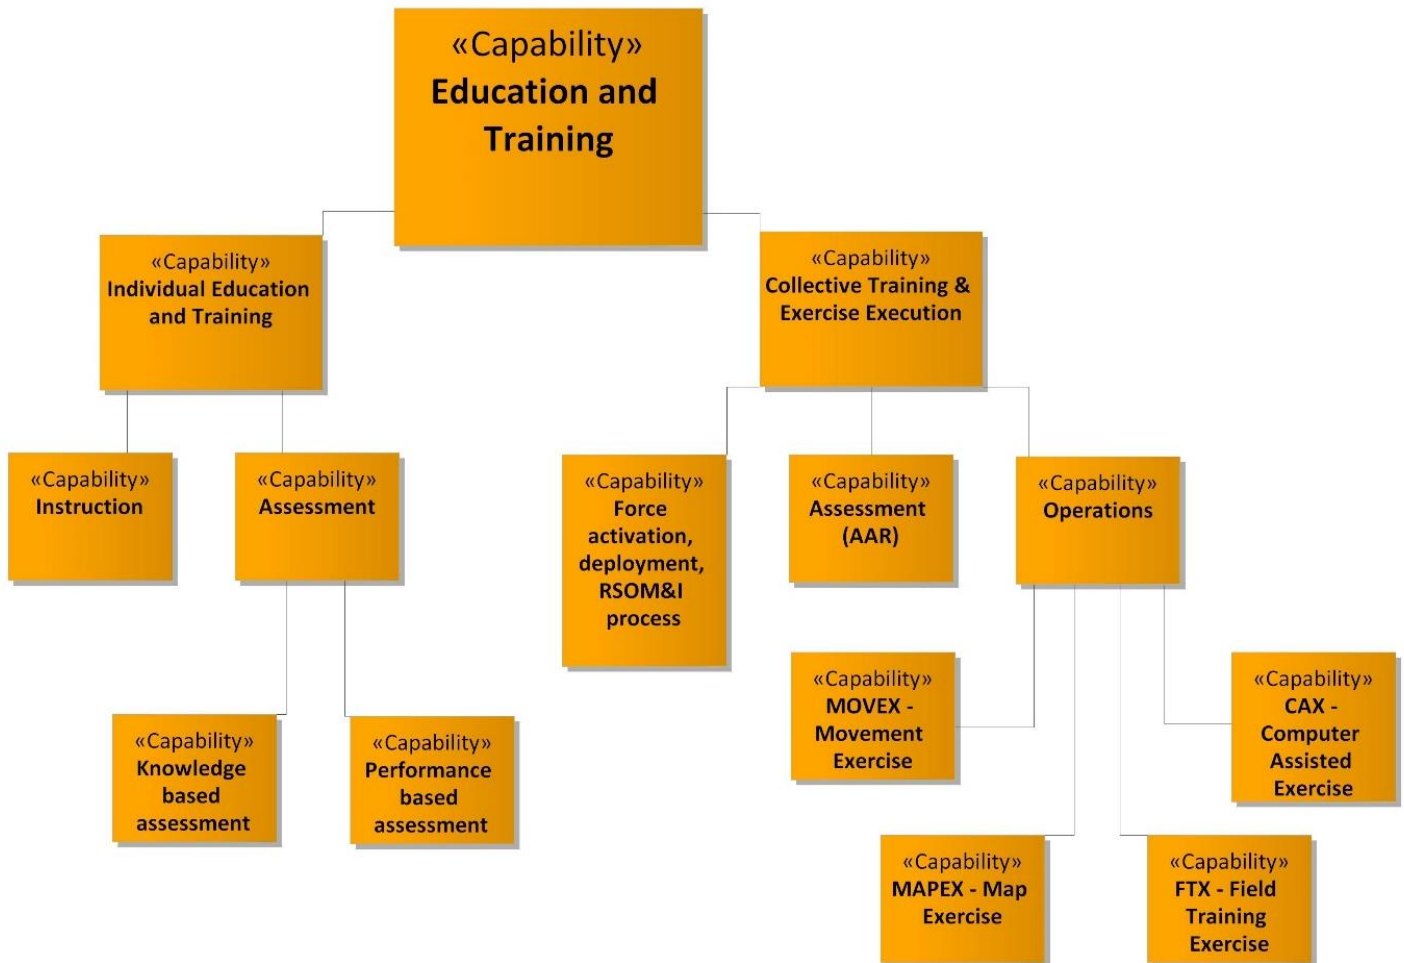 «Capability»
Education and
Training
«Capability»
Individual Education
and Training
«Capability»
Collective Training &
Exercise Execution
«Capability»
Instruction
«Capability»
Assessment
«Capability»
Force
activation,
deployment,
RSOM&I
process
«Capability»
Assessment
(AAR)
«Capability»
Operations
«Capability»
Knowledge
based
assessment
«Capability»
Performance
based
assessment
«Capability»
MOVEX -
Movement
Exercise
«Capability»
CAX -
Computer
Assisted
Exercise
«Capability»
MAPEX - Map
Exercise
«Capability»
FTX - Field
Training
Exercise